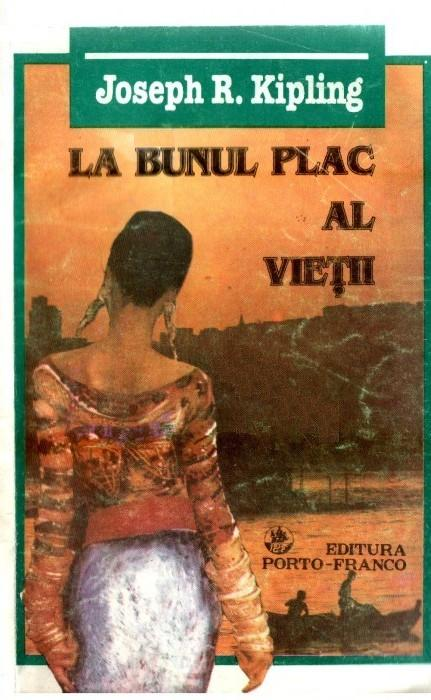 Joseph R. Kipling
LA BUNUL PLAC
AL
VIEȚII
EDITURA
PORTO-FRANCO